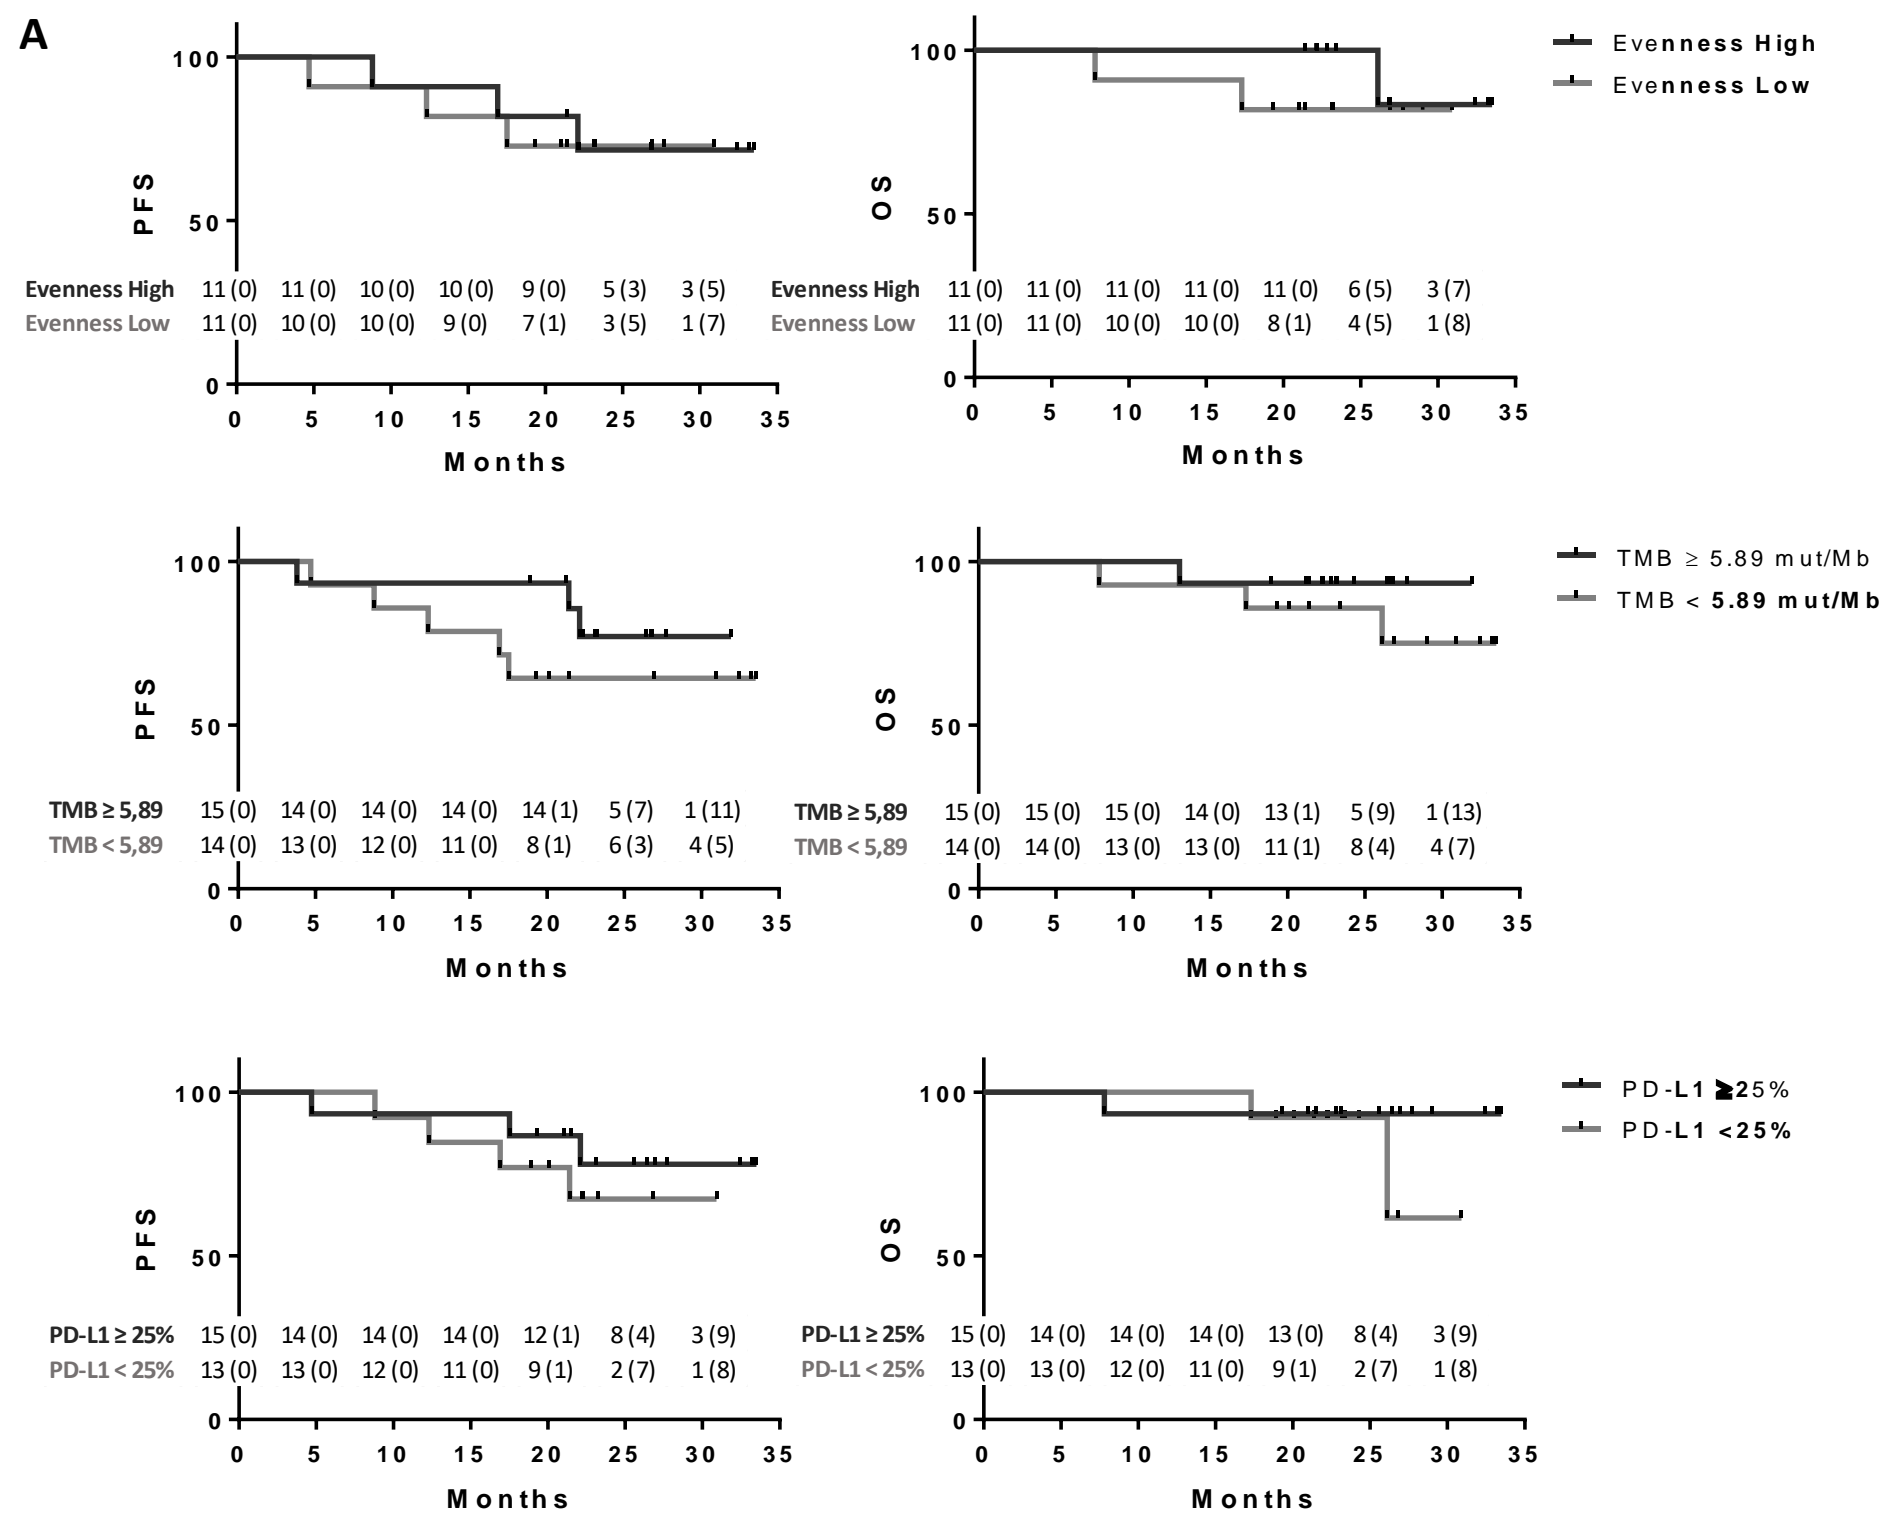 A
100
50
0
PFS
Evenness High 11 (0) 11 (0) 10 (0) 10 (0) 9 (0) 5 (3) 3 (5)
Evenness Low 11 (0) 10 (0) 10 (0) 9 (0) 7 (1) 3 (5) 1 (7)
0 5 10 15 20 25 30 35
Months
100
50
0
OS
Evenness High 11 (0) 11 (0) 11 (0) 11 (0) 11 (0) 6 (5) 3 (7)
Evenness Low 11 (0) 11 (0) 10 (0) 10 (0) 8 (1) 4 (5) 1 (8)
0 5 10 15 20 25 30 35
Months
Evenness High
Evenness Low
100
50
0
PFS
TMB ≥ 5,89 15 (0) 14 (0) 14 (0) 14 (0) 14 (1) 5 (7) 1 (11)
TMB < 5,89 14 (0) 13 (0) 12 (0) 11 (0) 8 (1) 6 (3) 4 (5)
0 5 10 15 20 25 30 35
Months
100
50
0
OS
TMB ≥ 5,89 15 (0) 15 (0) 15 (0) 14 (0) 13 (1) 5 (9) 1 (13)
TMB < 5,89 14 (0) 14 (0) 13 (0) 13 (0) 11 (1) 8 (4) 4 (7)
0 5 10 15 20 25 30 35
Months
TMB ≥ 5.89 mut/Mb
TMB < 5.89 mut/Mb
100
50
0
PFS
PD-L1 ≥ 25% 15 (0) 14 (0) 14 (0) 14 (0) 12 (1) 8 (4) 3 (9)
PD-L1 < 25% 13 (0) 13 (0) 12 (0) 11 (0) 9 (1) 2 (7) 1 (8)
0 5 10 15 20 25 30 35
Months
100
50
0
OS
PD-L1 ≥ 25% 15 (0) 14 (0) 14 (0) 14 (0) 13 (0) 8 (4) 3 (9)
PD-L1 < 25% 13 (0) 13 (0) 12 (0) 11 (0) 9 (1) 2 (7) 1 (8)
0 5 10 15 20 25 30 35
Months
PD-L1 ≥25%
PD-L1 <25%